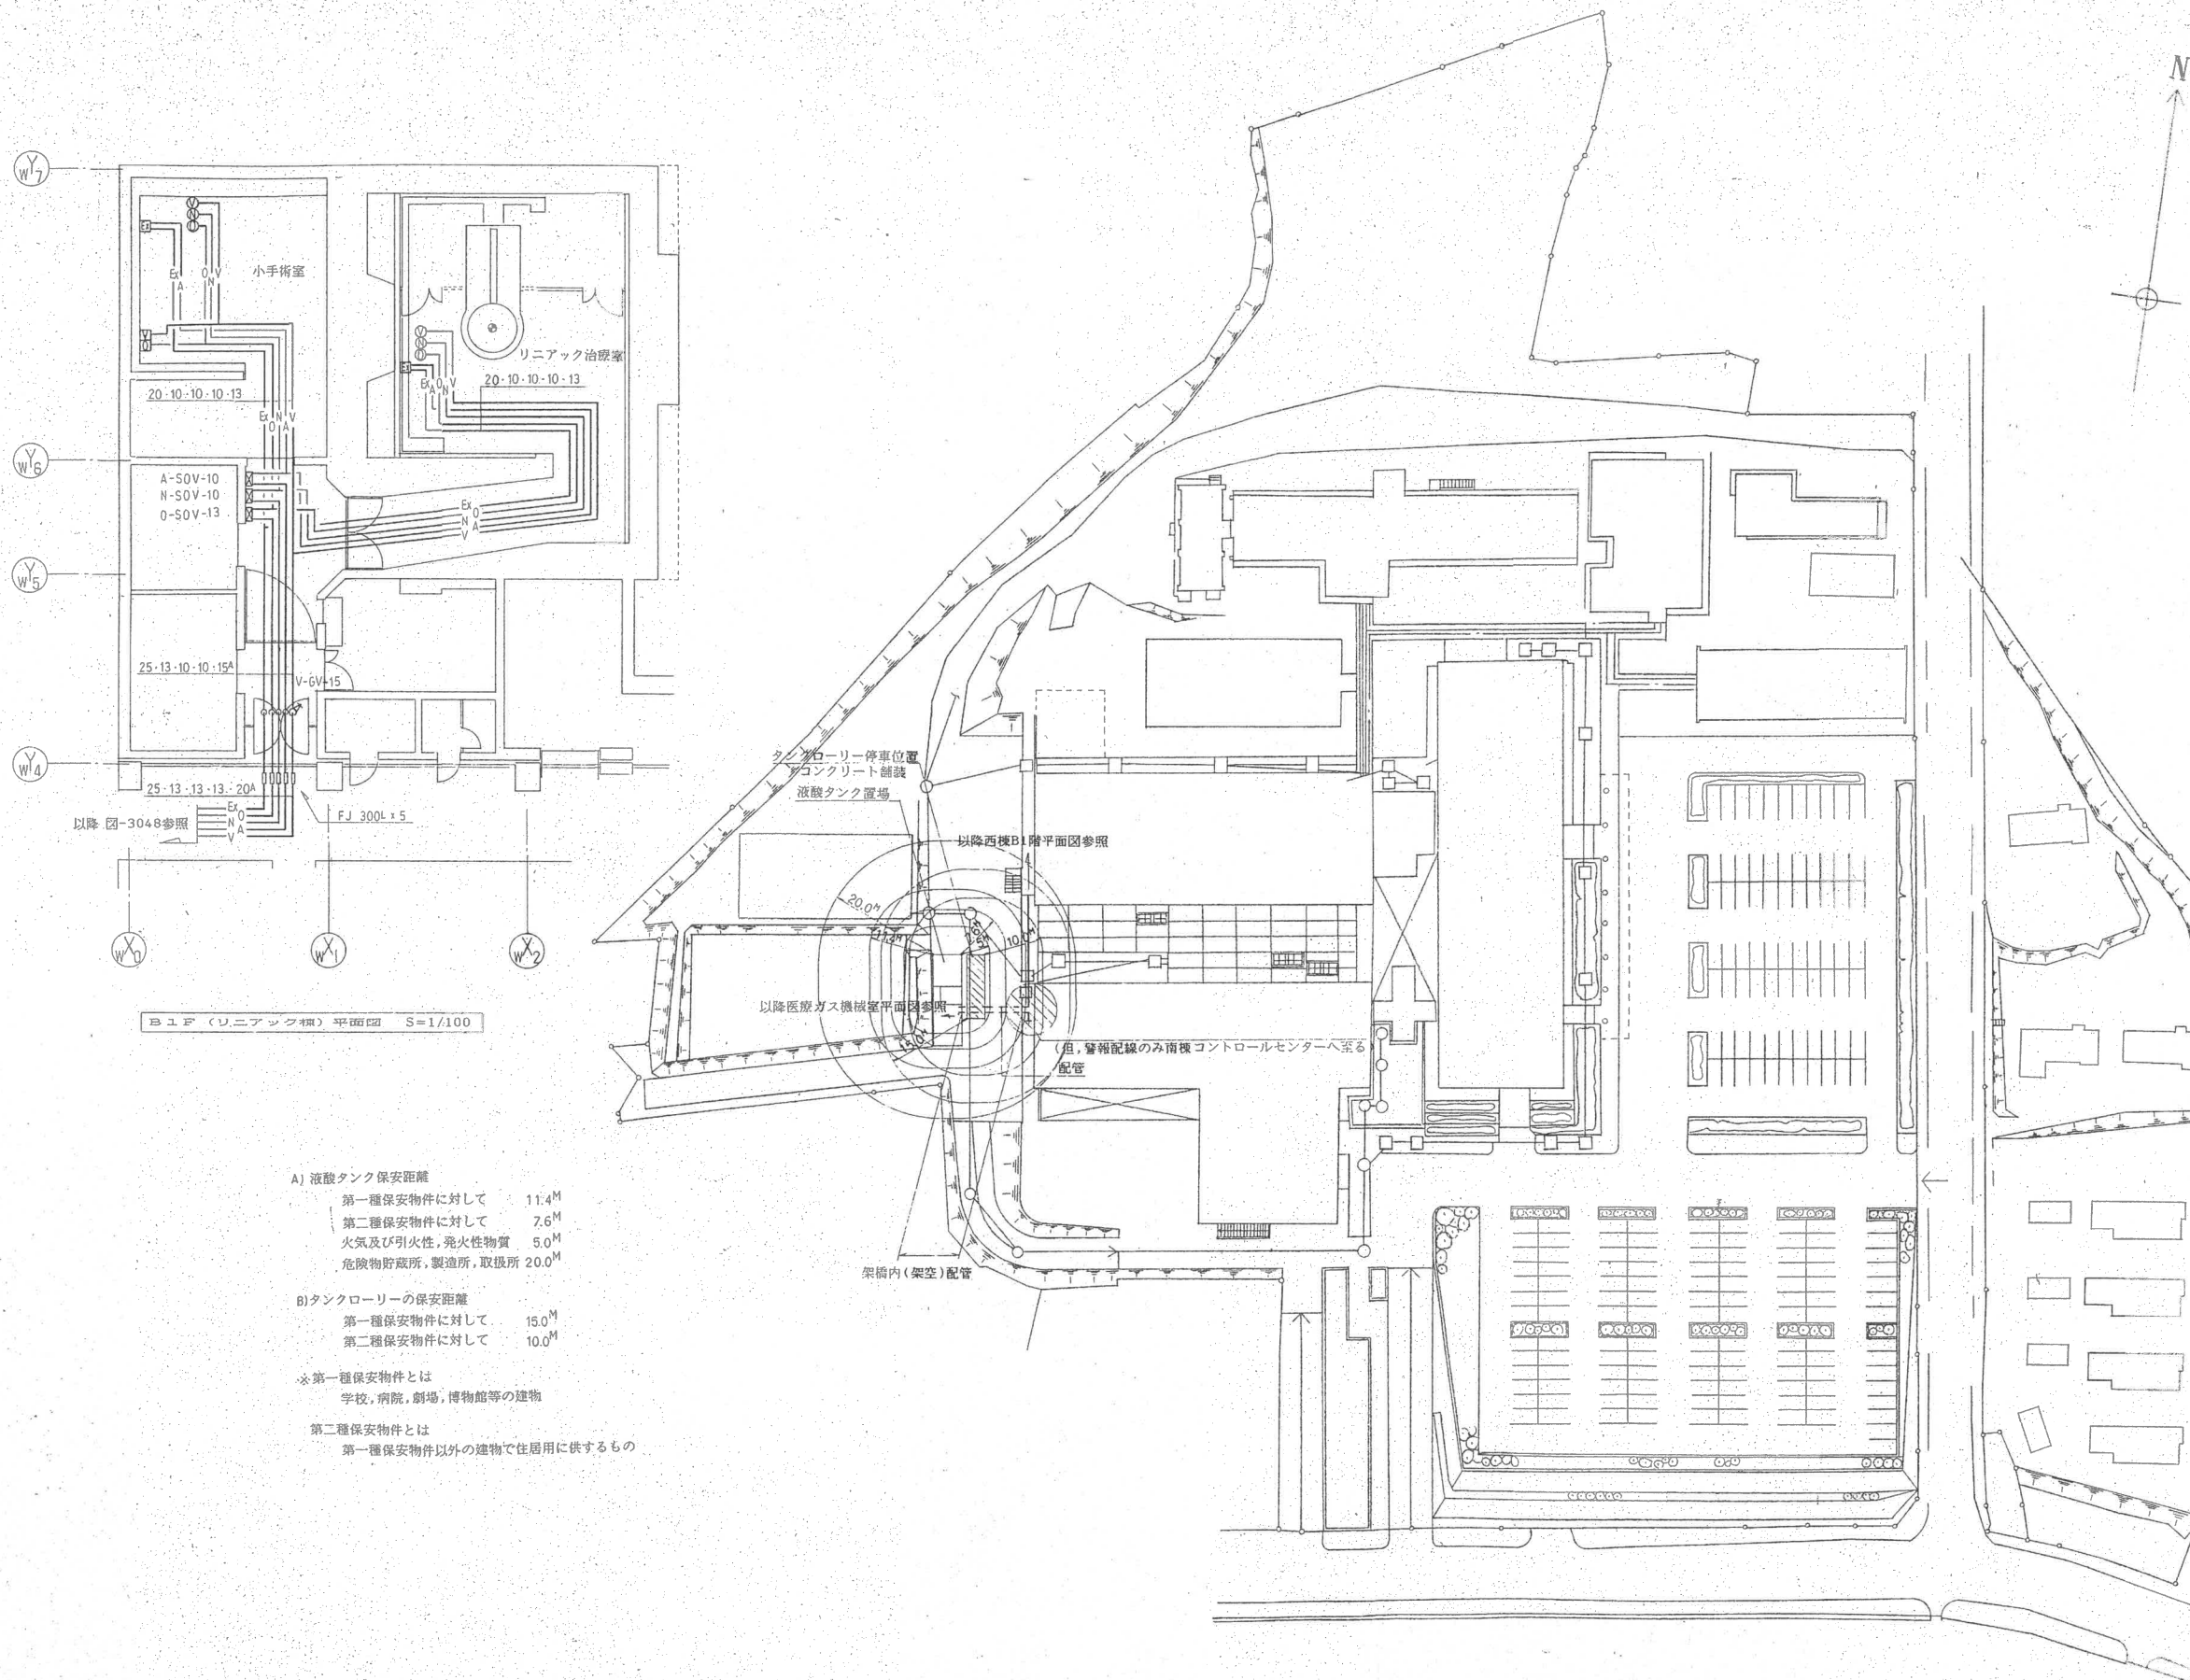 N
WY7
小手術室
Ex
A
O
N
V
リニアック治療室
20・10・10・10・13
Ex
A
O
N
V
20・10・10・10・13
Ex
O
N
A
V
WY6
A-SOV-10
N-SOV-10
O-SOV-13
Ex
O
N
A
V
WY5
25・13・10・10・15A
V-GV-15
WY4
25・13・13・13・20A
以降 図-3048参照
Ex
O
N
A
V
FJ 300L x 5
WX0
WX1
WX2
B1F (リニアック棟) 平面図 S=1/100
タンクローリー停車位置
コンクリート舗装
液酸タンク置場
以降西棟B1階平面図参照
20.0M
11.4M
10.0M
以降医療ガス機械室平面図参照
(但,警報配線のみ南棟コントロールセンターへ至る)
配管
架橋内(架空)配管
A) 液酸タンク保安距離
第一種保安物件に対して 11.4M
第二種保安物件に対して 7.6M
火気及び引火性,発火性物質 5.0M
危険物貯蔵所,製造所,取扱所 20.0M
B)タンクローリーの保安距離
第一種保安物件に対して 15.0M
第二種保安物件に対して 10.0M
※第一種保安物件とは
学校,病院,劇場,博物館等の建物
第二種保安物件とは
第一種保安物件以外の建物で住居用に供するもの